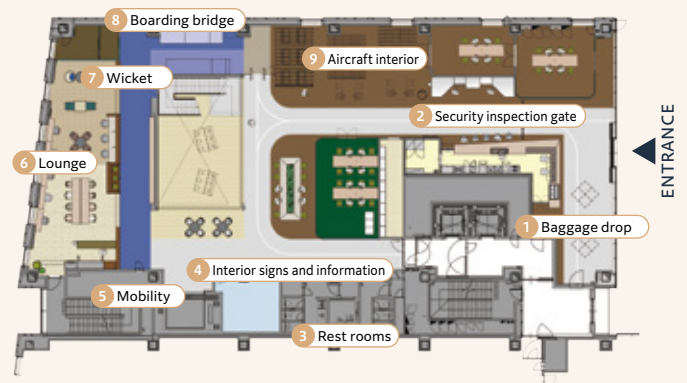 8 Boarding bridge
9 Aircraft interior
7 Wicket
2 Security inspection gate
ENTRANCE
6 Lounge
1 Baggage drop
4 Interior signs and information
5 Mobility
3 Rest rooms